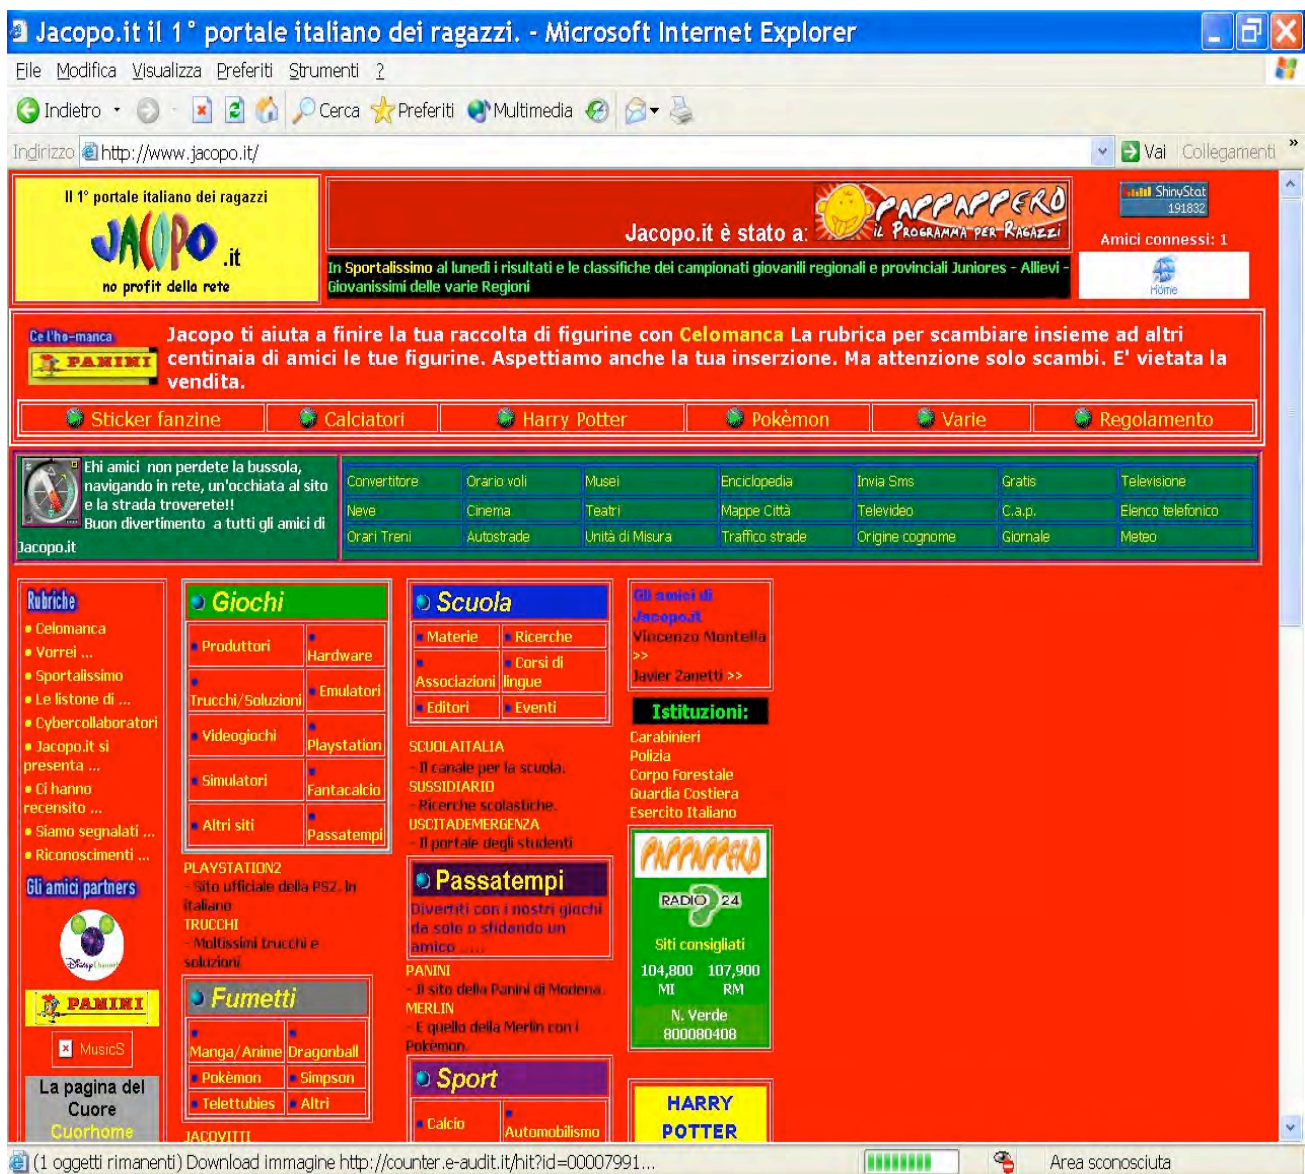 Jacopo.it il 1° portale italiano dei ragazzi. - Microsoft Internet Explorer
File Modifica Visualizza Preferiti Strumenti ?
Indietro Cerca Preferiti Multimedia
Indirizzo http://www.jacopo.it/ Vai Collegamenti »
Il 1° portale italiano dei ragazzi
JACOPO.it
no profit della rete
Jacopo.it è stato a: PAPPAPPERO
IL PROGRAMMA PER RAGAZZI
ShinyStat
191832
Amici connessi: 1
Home
In Sportalissimo al lunedì i risultati e le classifiche dei campionati giovanili regionali e provinciali Juniores - Allievi -
Giovanissimi delle varie Regioni
Ce l'ho-manca
PANINI
Jacopo ti aiuta a finire la tua raccolta di figurine con Celomanca La rubrica per scambiare insieme ad altri
centinaia di amici le tue figurine. Aspettiamo anche la tua inserzione. Ma attenzione solo scambi. E' vietata la
vendita.
Sticker fanzine Calciatori Harry Potter Pokèmon Varie Regolamento
Ehi amici non perdete la bussola,
navigando in rete, un'occhiata al sito
e la strada troverete!!
Buon divertimento a tutti gli amici di
Jacopo.it
Convertitore Orario voli Musei Enciclopedia Invia Sms Gratis Televisione
Neve Cinema Teatri Mappe Città Televideo C.a.p. Elenco telefonico
Orari Treni Autostrade Unità di Misura Traffico strade Origine cognome Giornale Meteo
Rubriche
Celomanca
Vorrei ...
Sportalissimo
Le listone di ...
Cybercollaboratori
Jacopo.it si
presenta ...
Ci hanno
recensito ...
Siamo segnalati ...
Riconoscimenti ...
Gli amici partners
Disney Channel
PANINI
MusicS
La pagina del
Cuore
Cuorhome
Giochi
Produttori Hardware
Trucchi/Soluzioni Emulatori
Videogiochi Playstation
Simulatori Fantacalcio
Altri siti Passatempi
PLAYSTATION2
- Sito ufficiale della PS2. in
italiano
TRUCCHI
- Moltissimi trucchi e
soluzioni
Fumetti
Manga/Anime Dragonball
Pokèmon Simpson
Teletubies Altri
JACOVITTI
Scuola
Materie Ricerche
Associazioni Corsi di
lingue
Editori Eventi
SCUOLAITALIA
- Il canale per la scuola.
SUSSIDIARIO
- Ricerche scolastiche.
USCITADEMERGENZA
- Il portale degli studenti
Passatempi
Divertiti con i nostri giochi
da solo o sfidando un
amico .....
PANINI
- Il sito della Panini di Modena.
MERLIN
- E quello della Merlin con i
Pokèmon.
Sport
Calcio Automobilismo
Gli amici di
Jacopo.it
Vincenzo Montella
>>
Javier Zanetti >>
Istituzioni:
Carabinieri
Polizia
Corpo Forestale
Guardia Costiera
Esercito Italiano
PAPPAPPERO
RADIO 24
Siti consigliati
104,800 107,900
MI RM
N. Verde
800080408
HARRY
POTTER
(1 oggetti rimanenti) Download immagine http://counter.e-audit.it/hit?id=00007991... Area sconosciuta